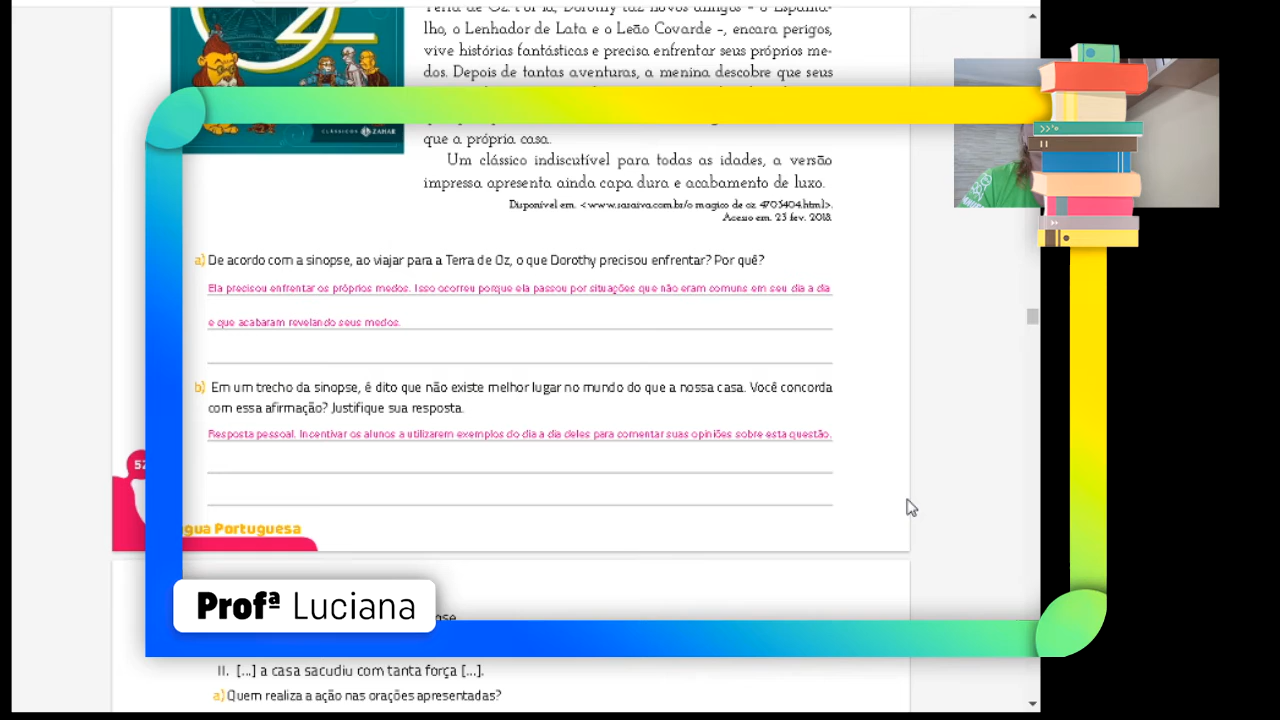 Terra de Oz. Por lá, Dorothy faz novos amigos – o Espanta-
lho, o Lenhador de Lata e o Leão Covarde –, encara perigos,
vive histórias fantásticas e precisa enfrentar seus próprios me-
dos. Depois de tantas aventuras, a menina descobre que seus
que a própria casa.
Um clássico indiscutível para todas as idades, a versão
impressa apresenta ainda capa dura e acabamento de luxo.
Disponível em: <www.saraiva.com.br/o magico de oz 4705404.html>.
Acesso em: 23 fev. 2018.
CLÁSSICOS ZAHAR
a) De acordo com a sinopse, ao viajar para a Terra de Oz, o que Dorothy precisou enfrentar? Por quê?
Ela precisou enfrentar os próprios medos. Isso ocorreu porque ela passou por situações que não eram comuns em seu dia a dia
e que acabaram revelando seus medos.
b) Em um trecho da sinopse, é dito que não existe melhor lugar no mundo do que a nossa casa. Você concorda
com essa afirmação? Justifique sua resposta.
Resposta pessoal. Incentivar os alunos a utilizarem exemplos do dia a dia deles para comentar suas opiniões sobre esta questão.
52
gua Portuguesa
Profª Luciana
II. [...] a casa sacudiu com tanta força [...].
a) Quem realiza a ação nas orações apresentadas?